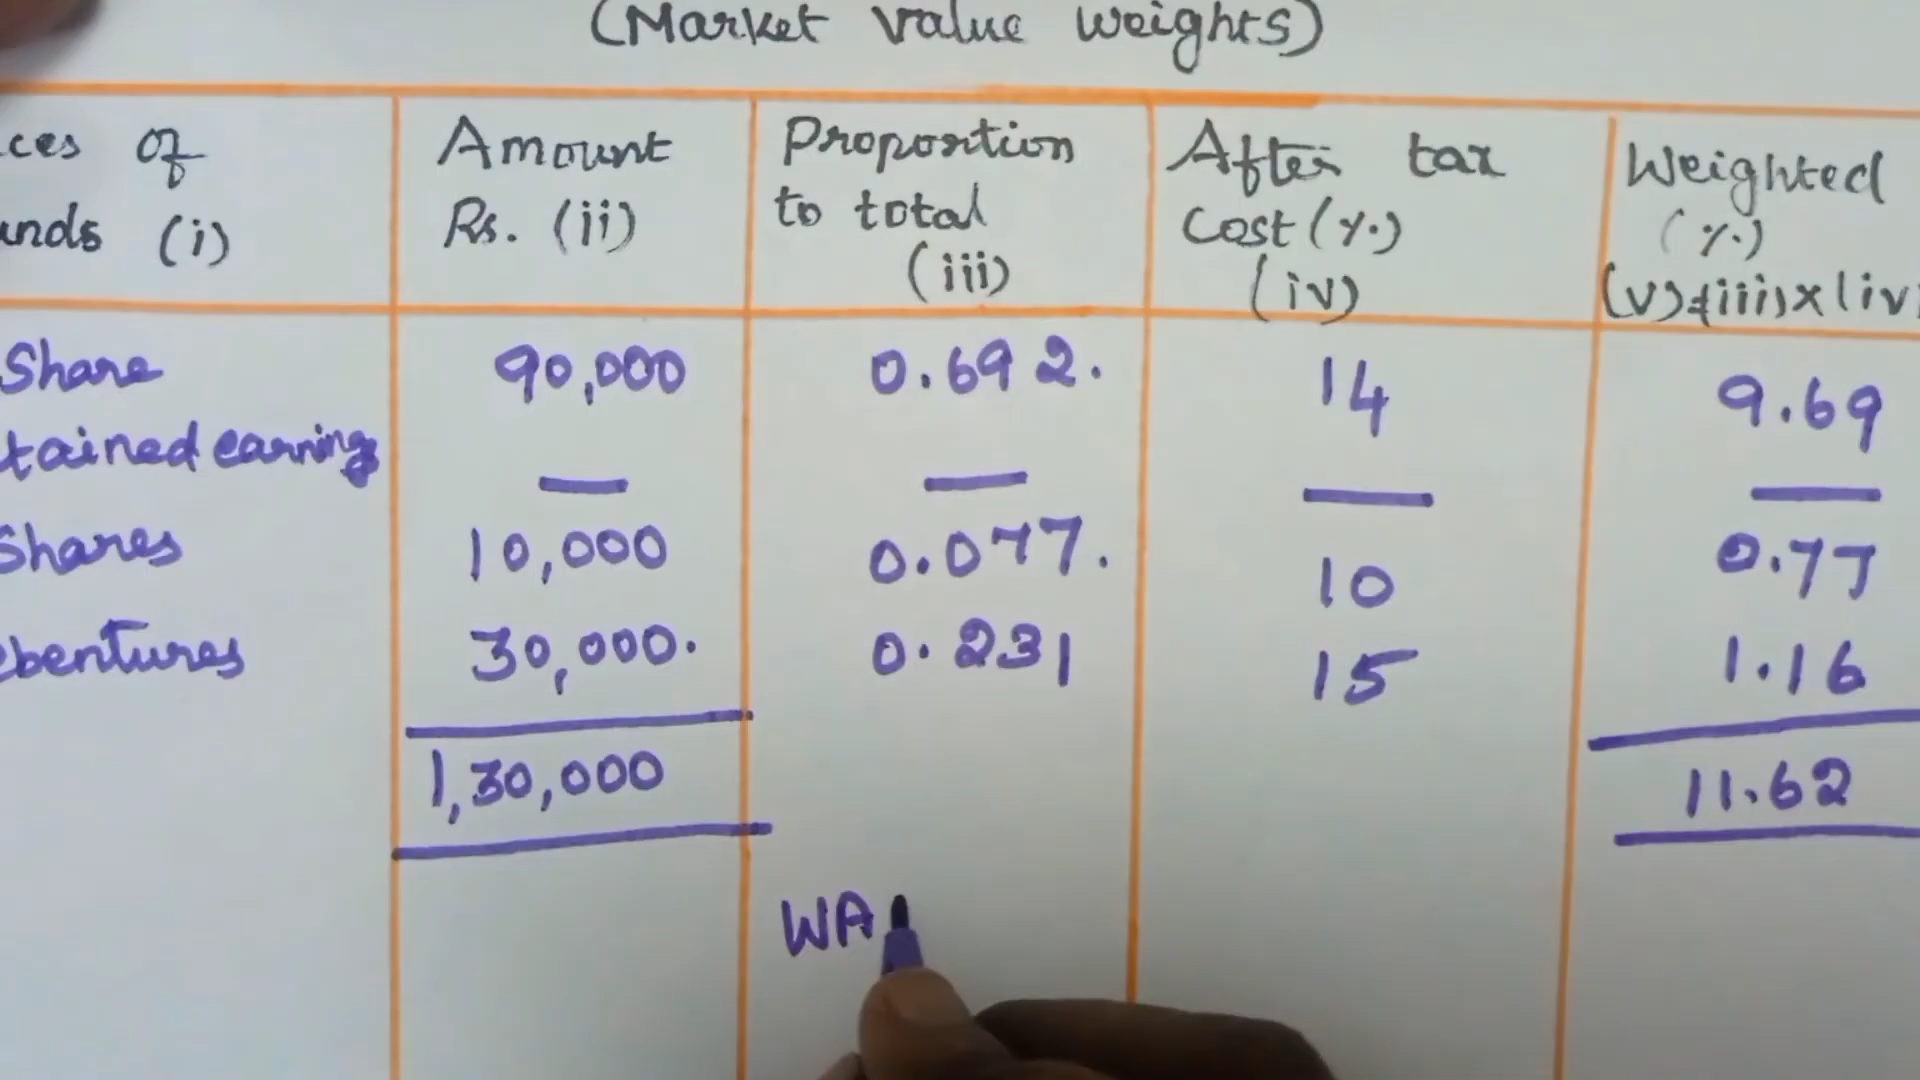 (Market value weights)
ces of Amount Proportion After tax Weighted
unds (i) Rs. (ii) to total Cost (%) (%)
(iii) (iv) (v)=(iii)x(iv)
Share 90,000 0.692. 14 9.69
tained earnings — — — —
Shares 10,000 0.077. 10 0.77
bentures 30,000. 0.231 15 1.16
1,30,000 11.62
WA